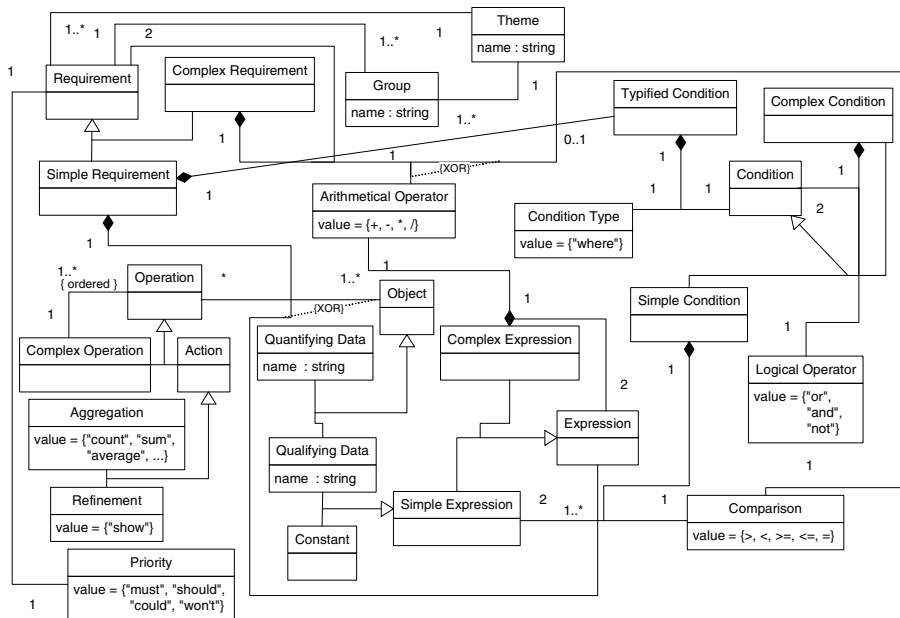 Theme
name : string
1..*
1
2
1
Requirement
Complex Requirement
1..*
Group
name : string
1
1
Typified Condition
Complex Condition
1..*
0..1
1
1
{XOR}
1
1
Simple Requirement
1
Arithmetical Operator
value = {+, -, *, /}
Condition Type
value = {"where"}
1
1
Condition
2
1
1..*
{ ordered }
Operation
*
1..*
Object
1
{XOR}
1
Simple Condition
1
Complex Operation
Action
Quantifying Data
name : string
Complex Expression
1
1
Logical Operator
value = {"or",
"and",
"not"}
Aggregation
value = {"count", "sum",
"average", ...}
2
Expression
Qualifying Data
name : string
Refinement
value = {"show"}
Simple Expression
2
1..*
1
1
Comparison
value = {>, <, >=, <=, =}
Constant
Priority
value = {"must", "should",
"could", "won't"}
1